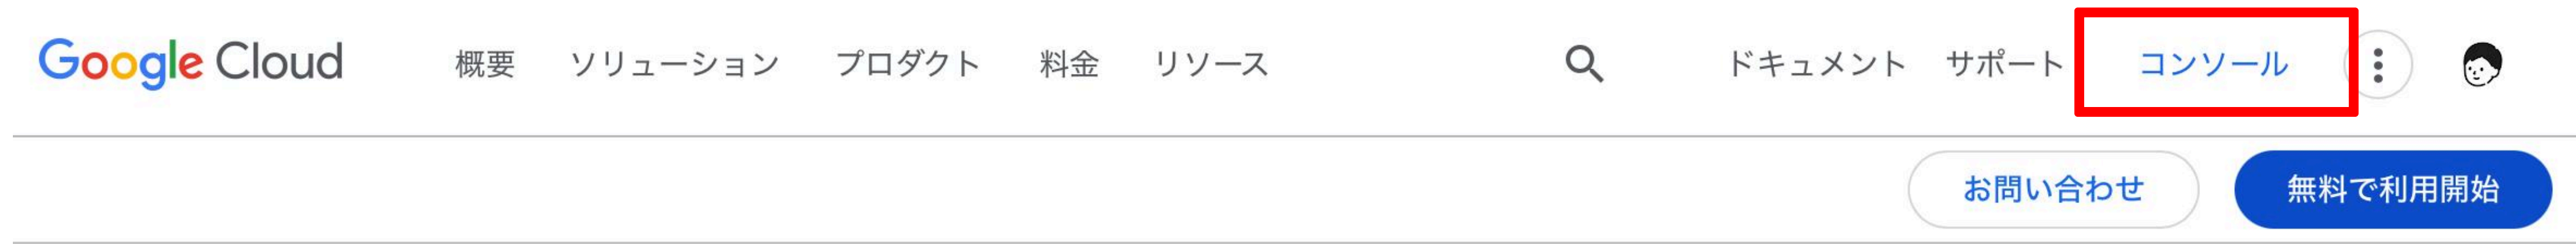 Google Cloud 概要 ソリューション プロダクト 料金 リソース ドキュメント サポート コンソール
お問い合わせ 無料で利用開始